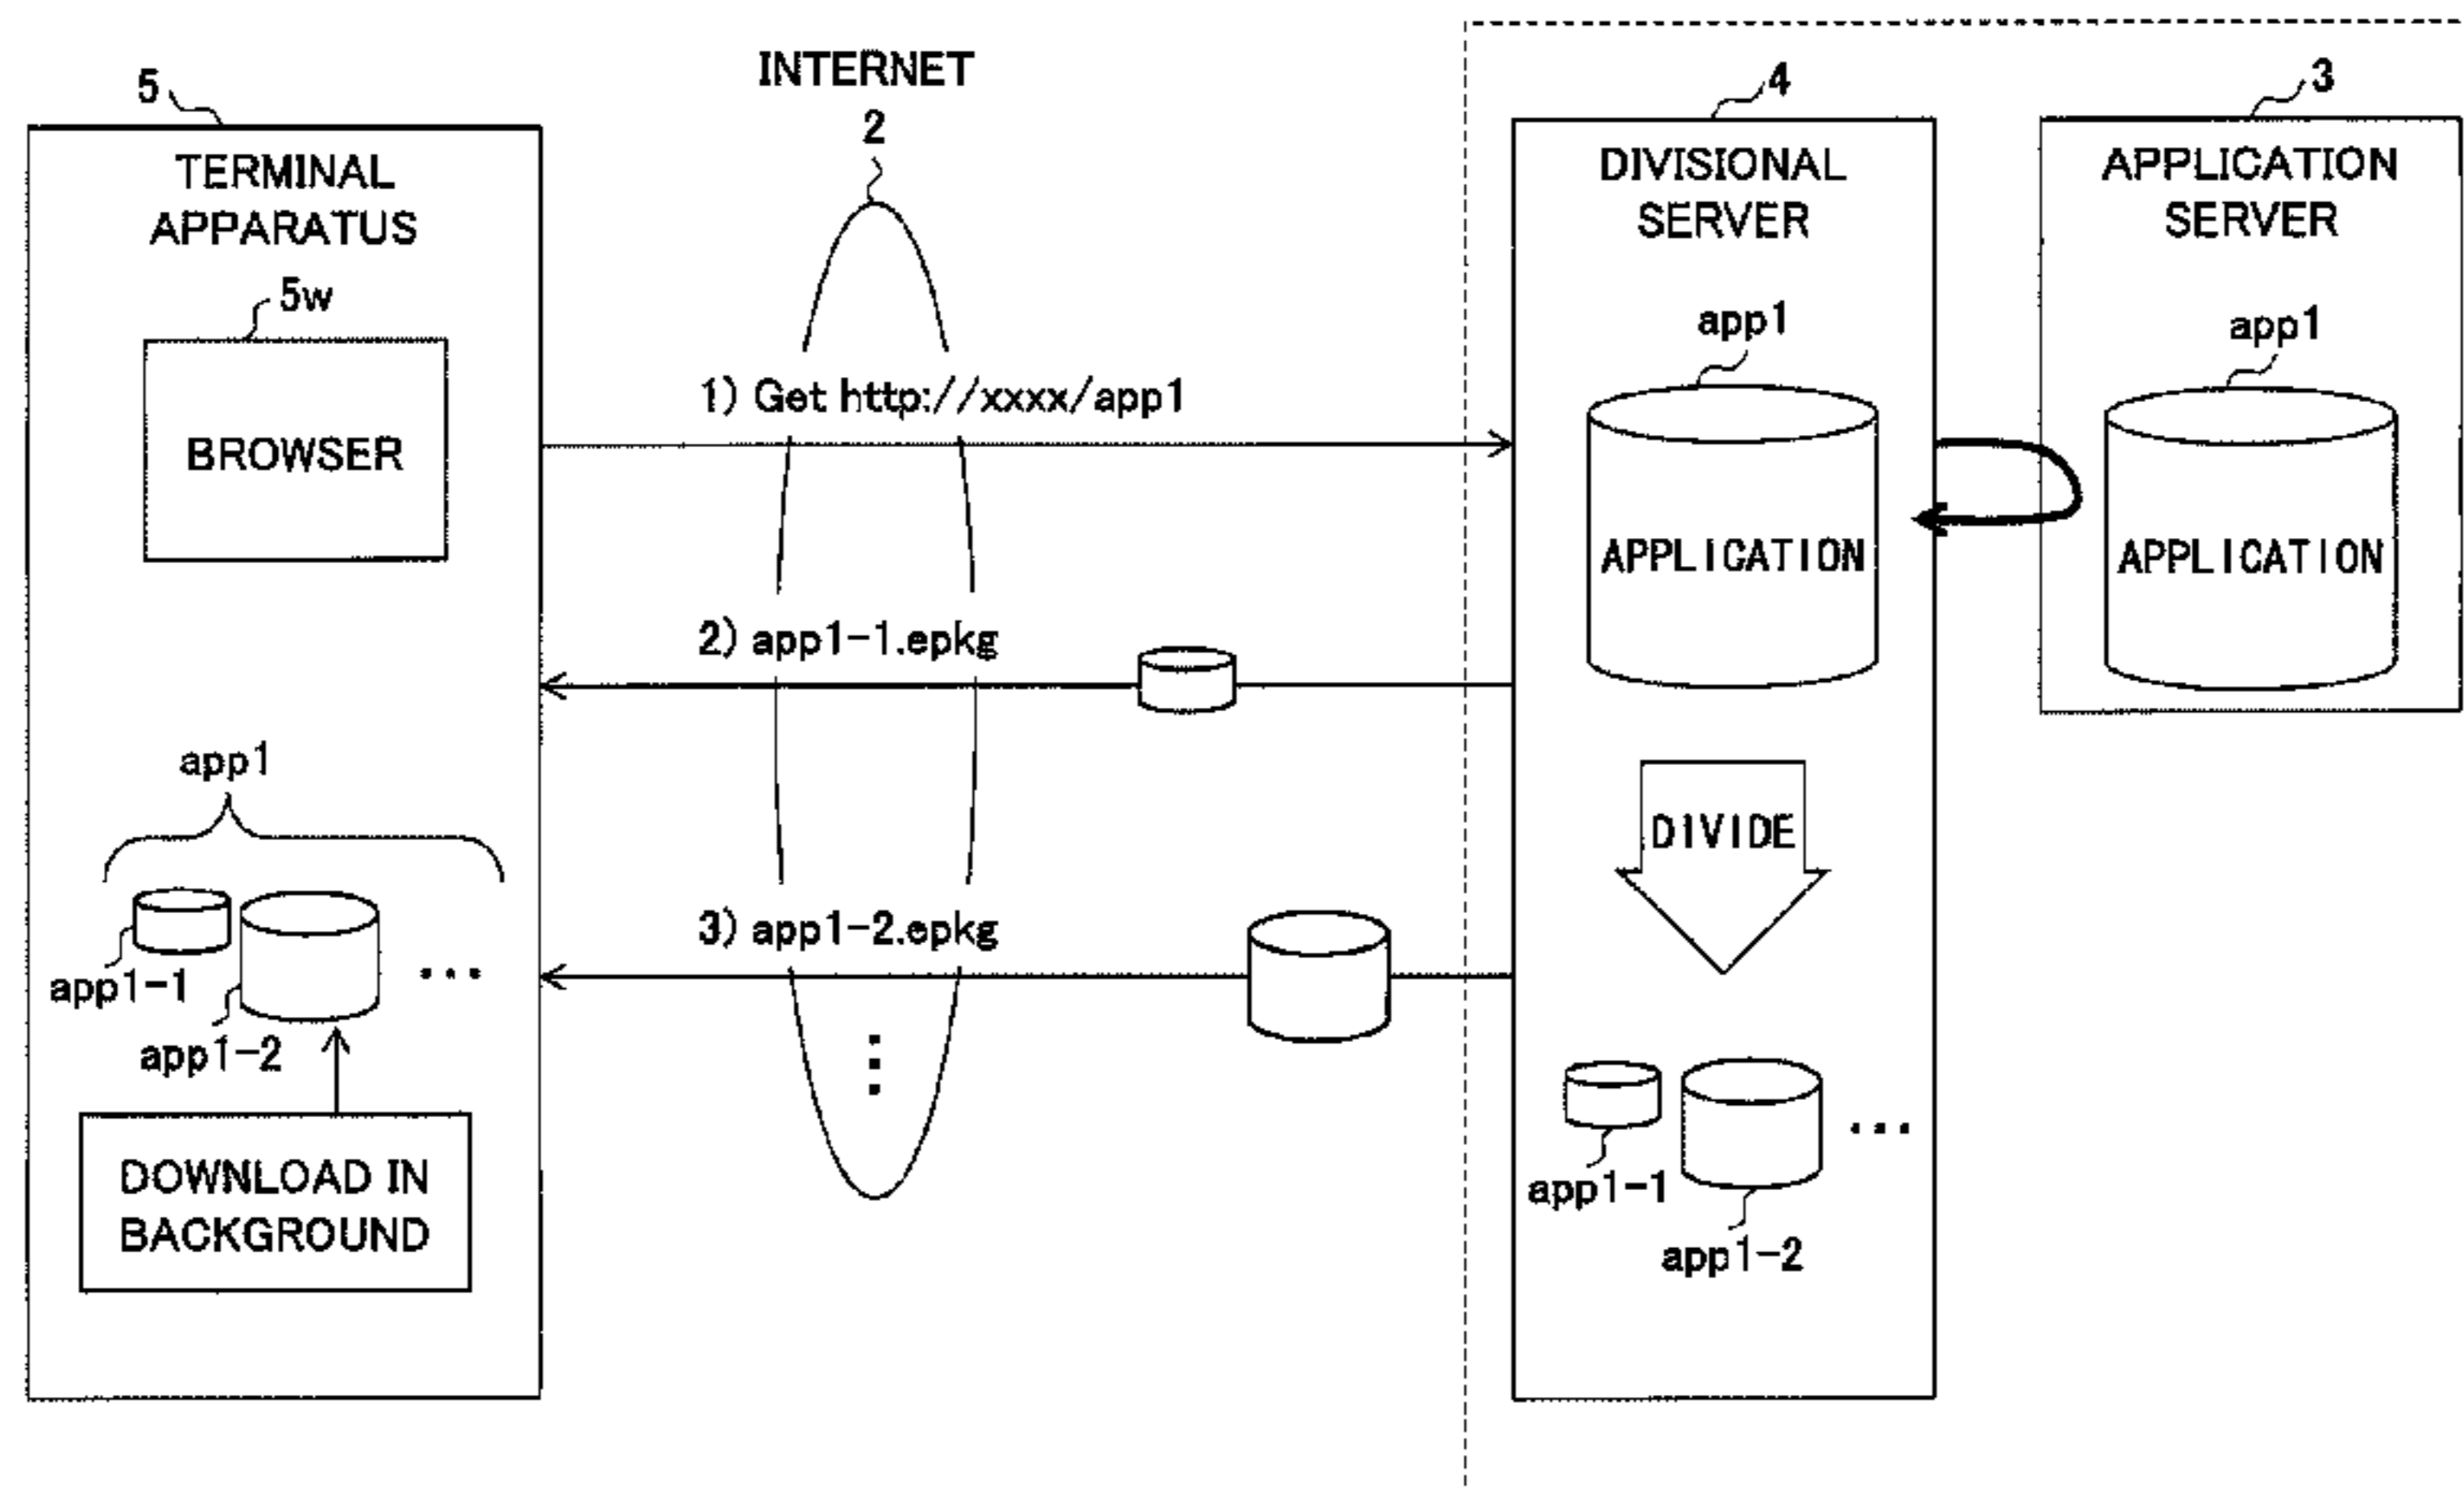 INTERNET
2
5
TERMINAL
APPARATUS
5w
BROWSER
app1
app1-1
app1-2
...
DOWNLOAD IN
BACKGROUND
1) Get http://xxxx/app1
2) app1-1.epkg
3) app1-2.epkg
4
DIVISIONAL
SERVER
app1
APPLICATION
DIVIDE
app1-1
app1-2
...
3
APPLICATION
SERVER
app1
APPLICATION